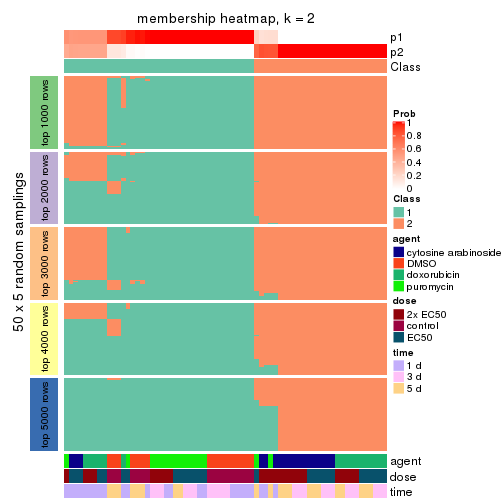 membership heatmap, k = 2
p1
p2
Class
50 x 5 random samplings
top 1000 rows
top 2000 rows
top 3000 rows
top 4000 rows
top 5000 rows
Prob
1
0.8
0.6
0.4
0.2
0
Class
1
2
agent
cytosine arabinoside
DMSO
doxorubicin
puromycin
dose
2x EC50
control
EC50
time
1 d
3 d
5 d
agent
dose
time